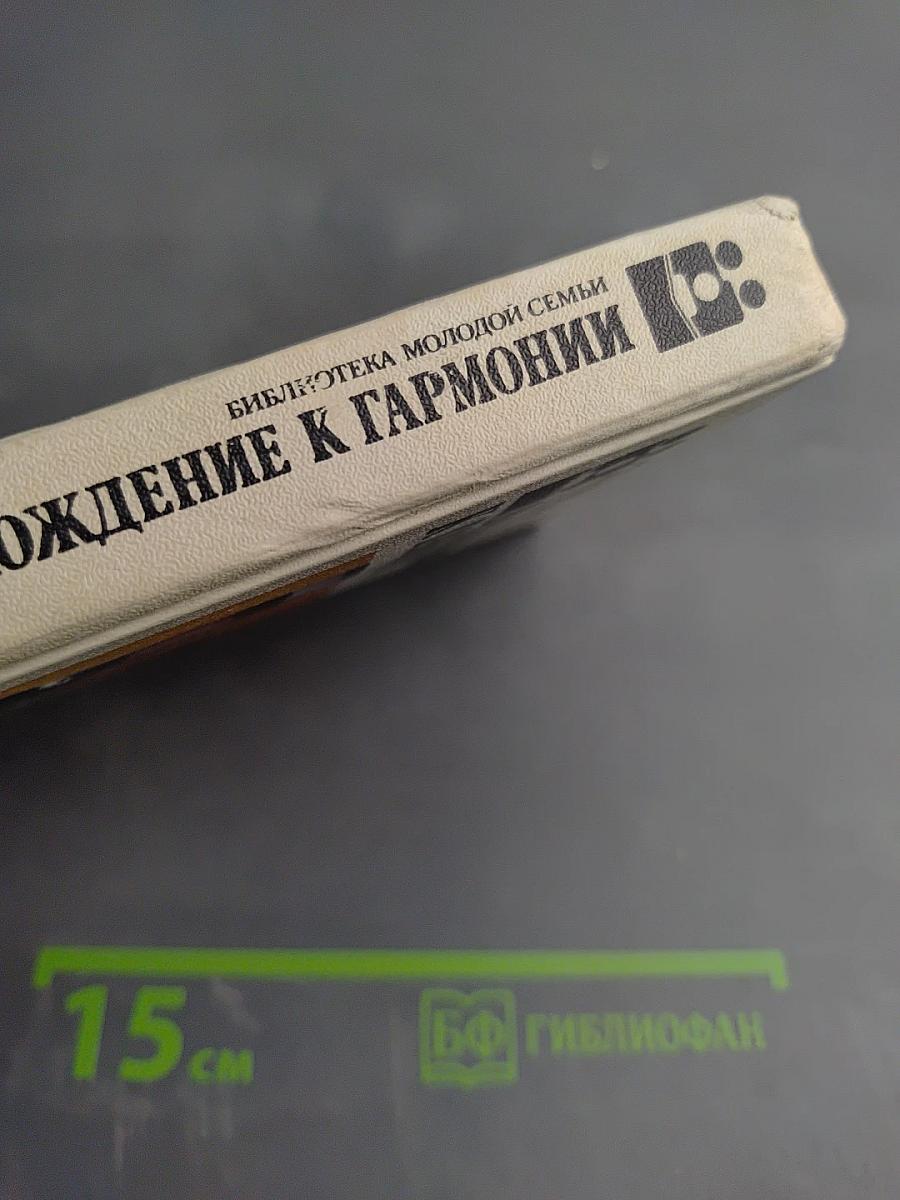 БИБЛИОТЕКА МОЛОДОЙ СЕМЬИ
ОЖДЕНИЕ К ГАРМОНИИ
15 см
БФ ГИБЛИОФАН